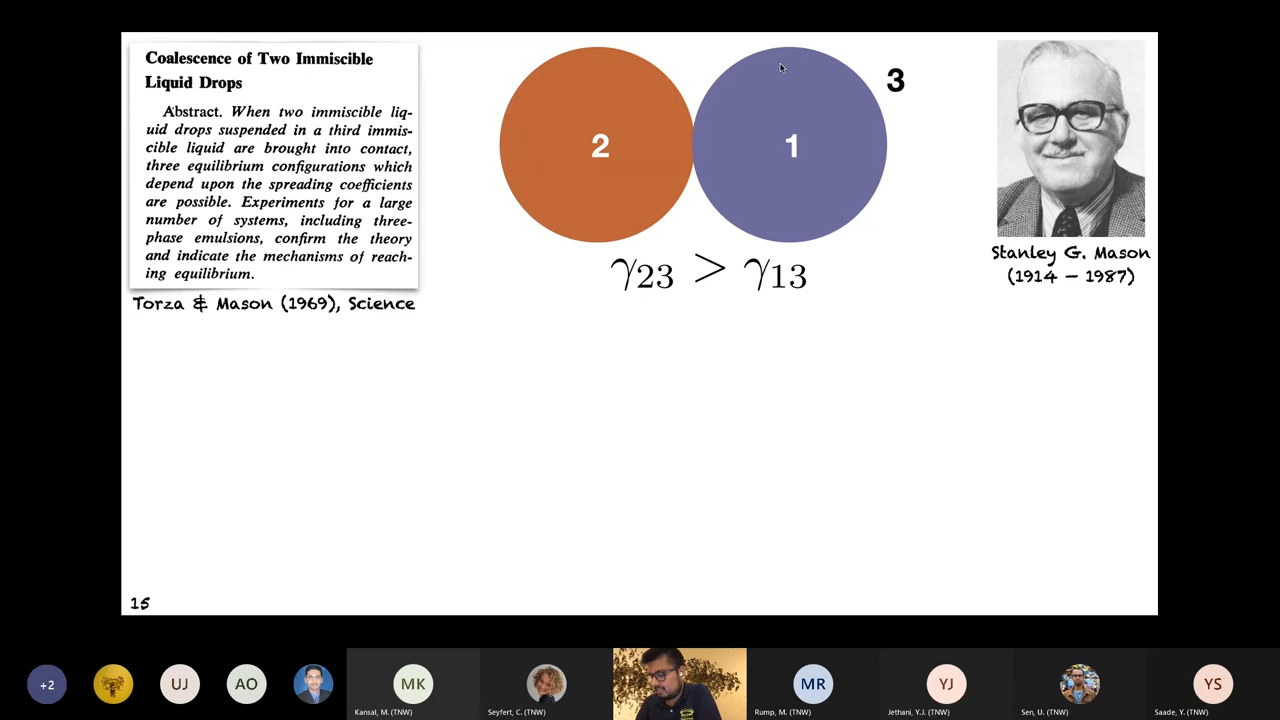 Coalescence of Two Immiscible
Liquid Drops
Abstract. When two immiscible liq-
uid drops suspended in a third immis-
cible liquid are brought into contact,
three equilibrium configurations which
depend upon the spreading coefficients
are possible. Experiments for a large
number of systems, including three-
phase emulsions, confirm the theory
and indicate the mechanisms of reach-
ing equilibrium.
Torza & Mason (1969), Science
2
1
3
γ23 > γ13
Stanley G. Mason
(1914 – 1987)
15
+2
UJ
AO
MK
Kansal, M. (TNW)
Seyfert, C. (TNW)
MR
Rump, M. (TNW)
YJ
Jethani, Y.J. (TNW)
Sen, U. (TNW)
YS
Saade, Y. (TNW)